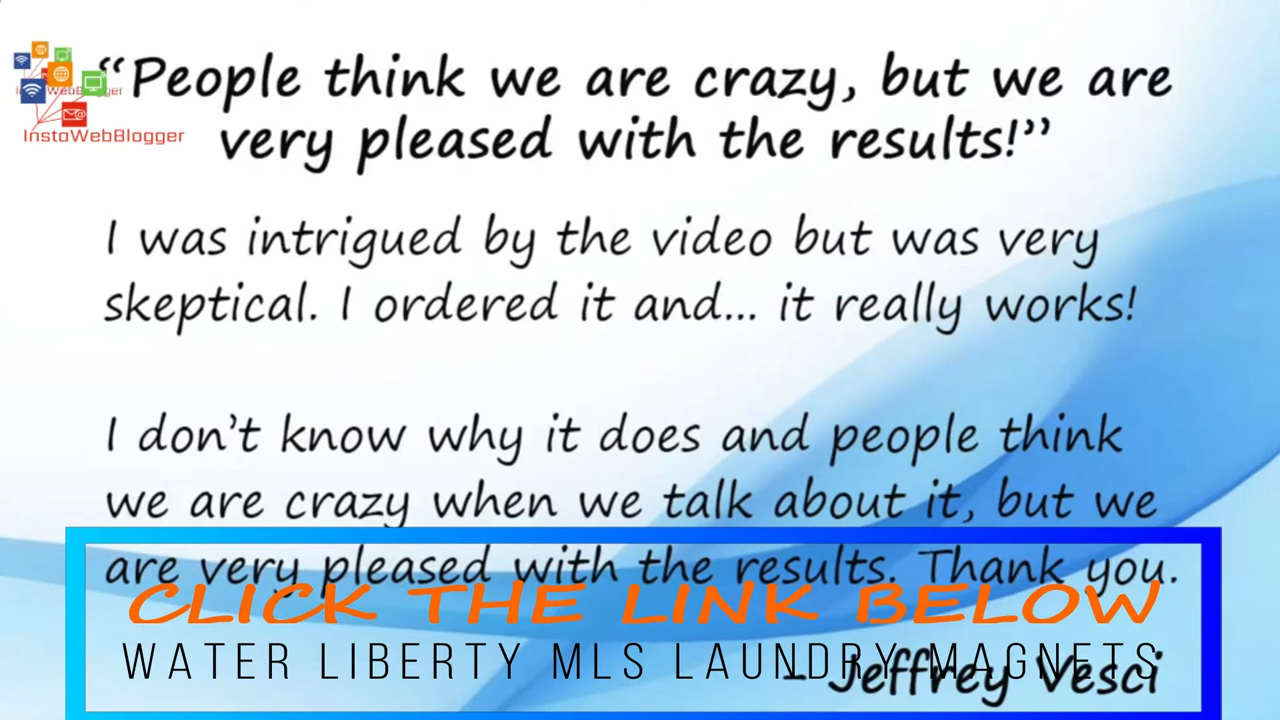 “People think we are crazy, but we are
very pleased with the results!”
InstaWebBlogger
I was intrigued by the video but was very
skeptical. I ordered it and... it really works!
I don’t know why it does and people think
we are crazy when we talk about it, but we
are very pleased with the results. Thank you.
CLICK THE LINK BELOW
WATER LIBERTY MLS LAUNDRY MAGNETS
- Jeffrey Vesci